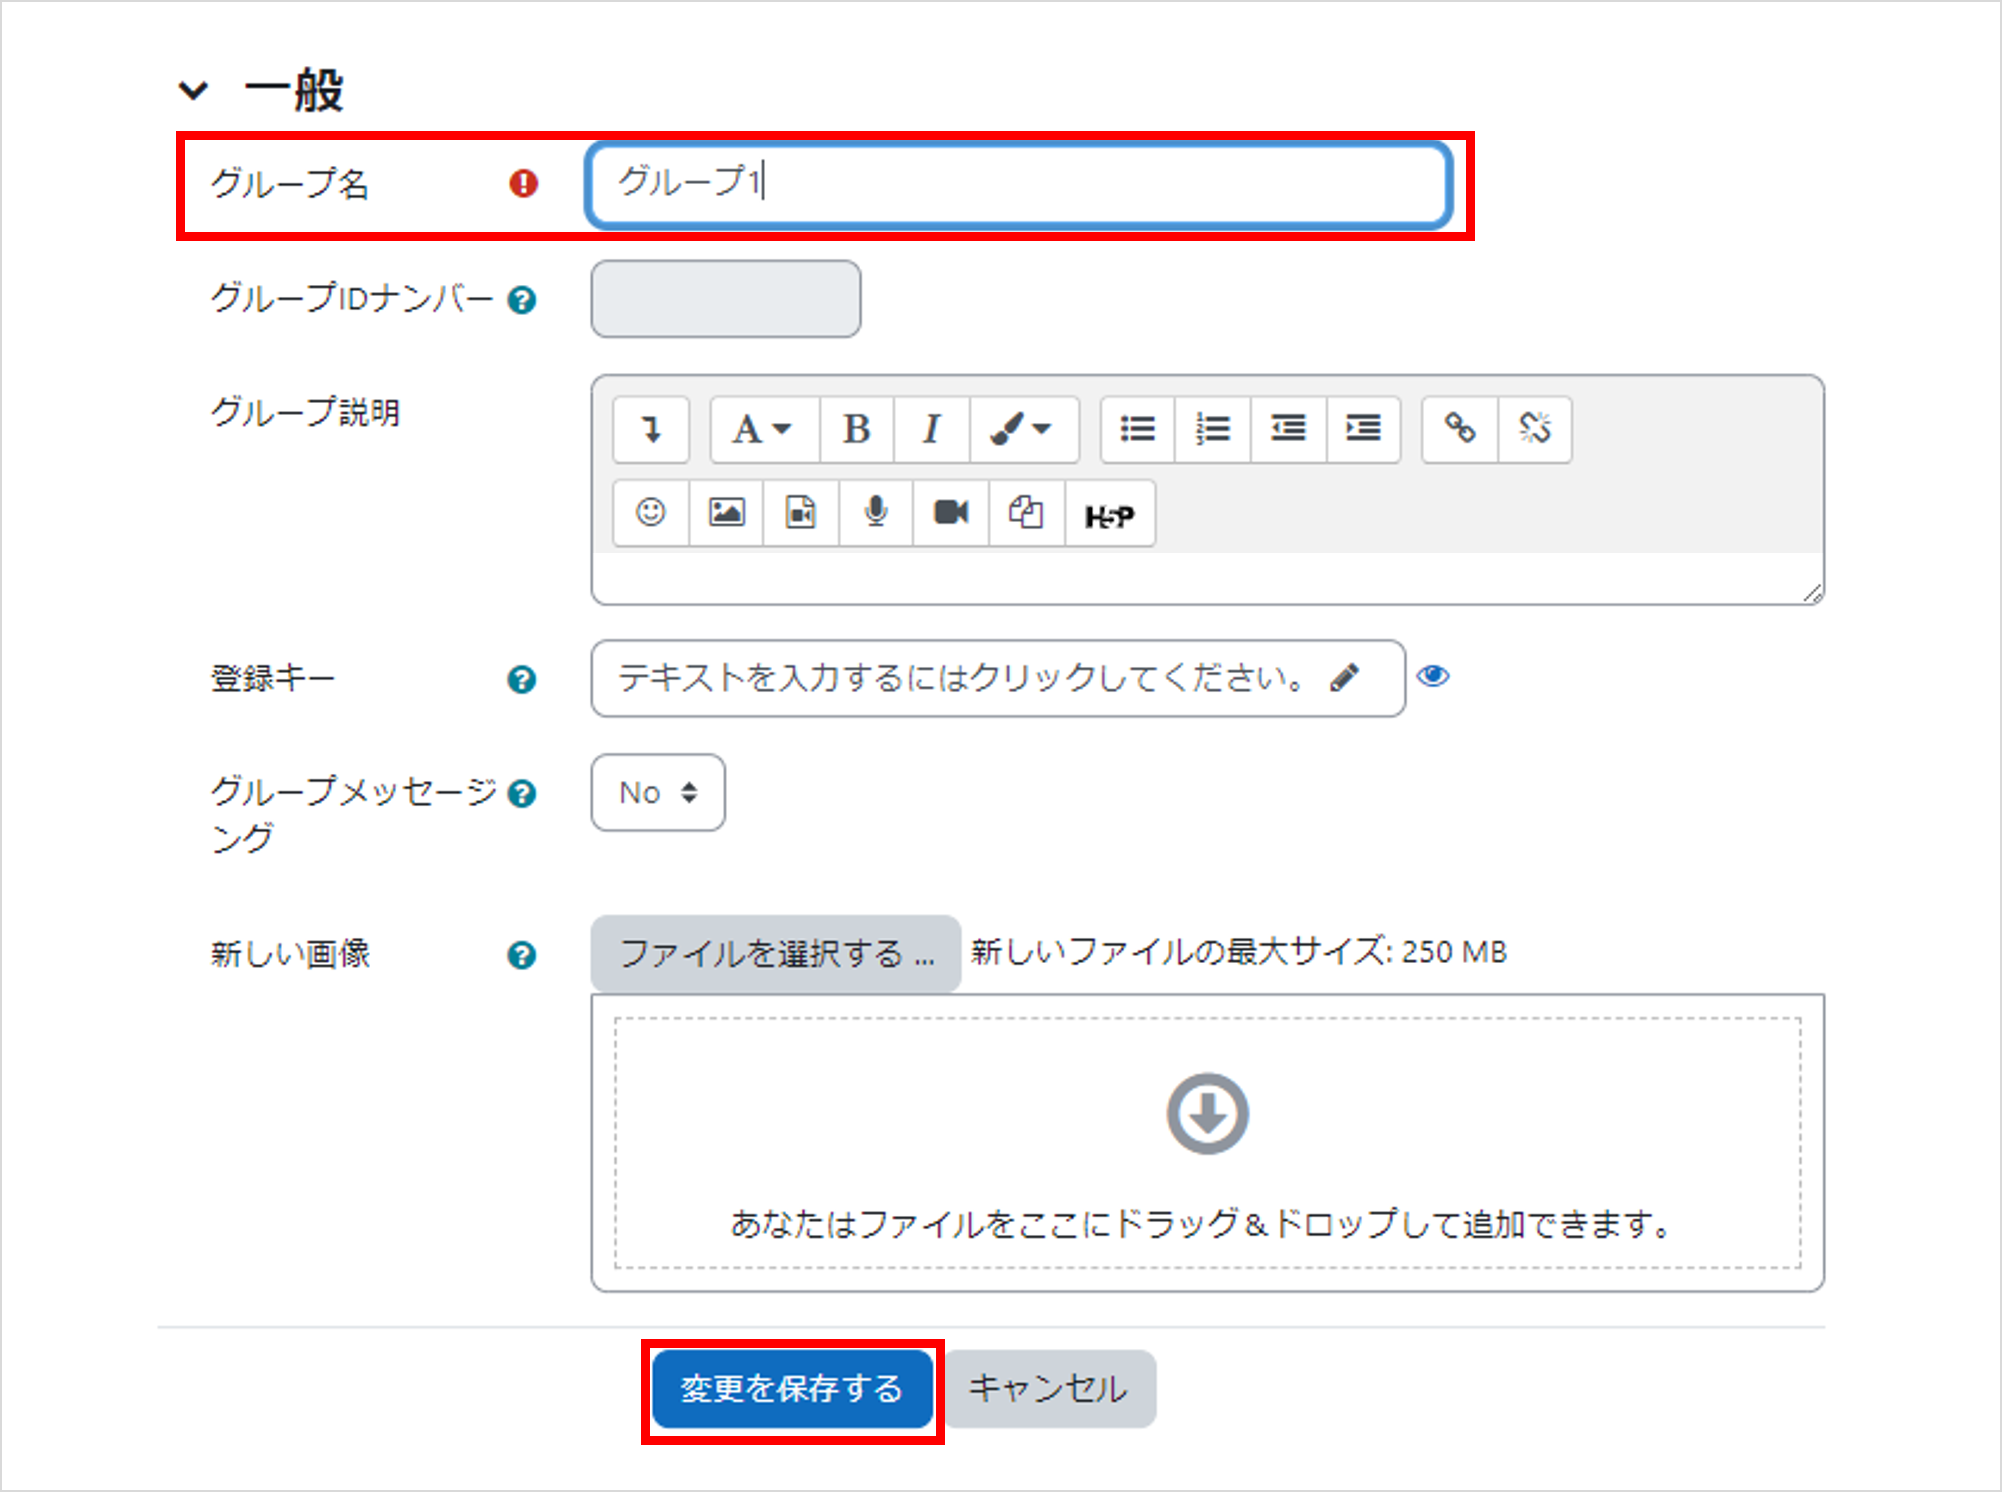 一般
グループ名
グループ1
グループIDナンバー
グループ説明
A B I
H5P
登録キー
テキストを入力するにはクリックしてください。
グループメッセージ
ング
No
新しい画像
ファイルを選択する ...
新しいファイルの最大サイズ: 250 MB
あなたはファイルをここにドラッグ＆ドロップして追加できます。
変更を保存する
キャンセル